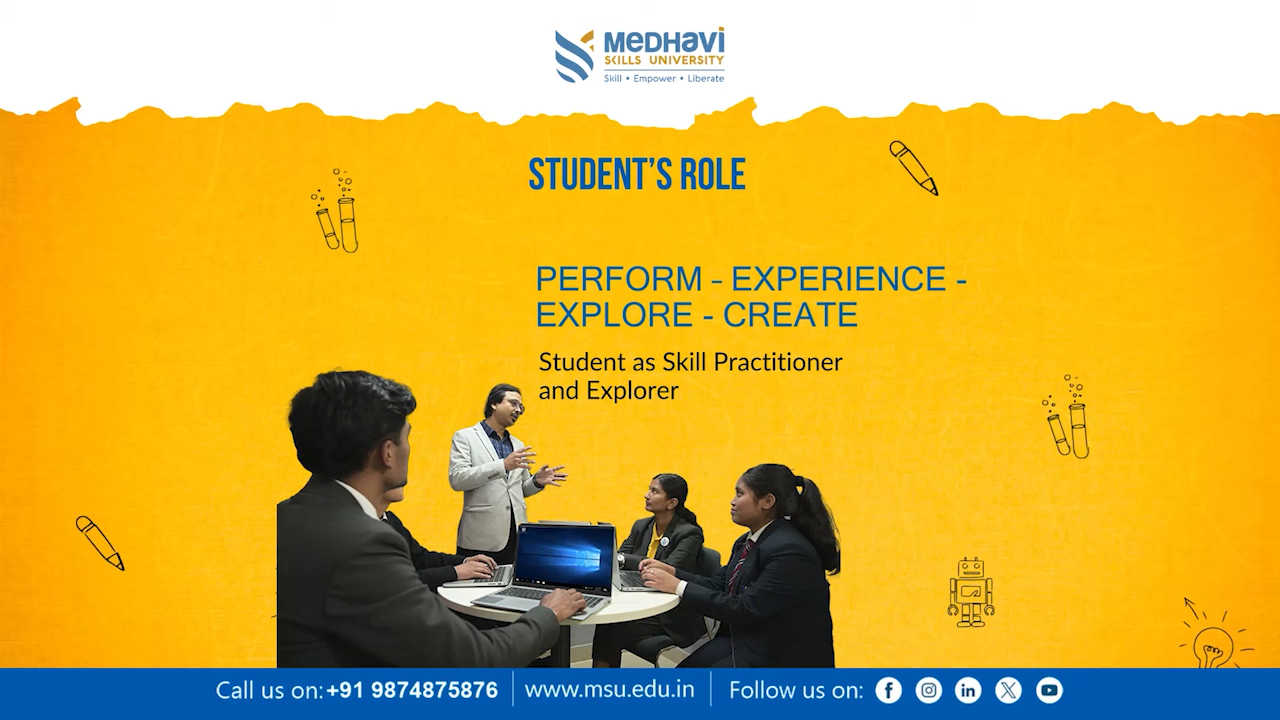 MEDHAVI
SKILLS UNIVERSITY
Skill • Empower • Liberate
STUDENT'S ROLE
PERFORM - EXPERIENCE -
EXPLORE - CREATE
Student as Skill Practitioner
and Explorer
Call us on: +91 9874875876 | www.msu.edu.in | Follow us on: